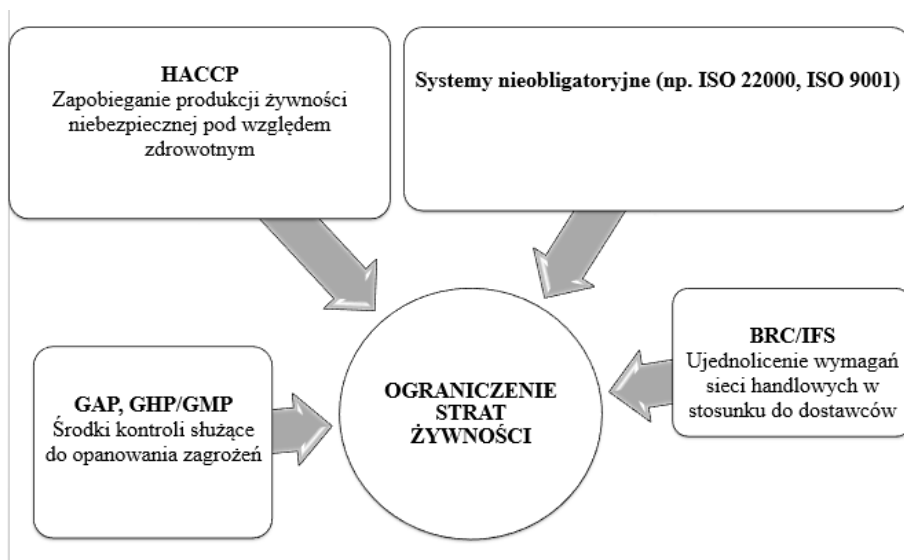 HACCP
Zapobieganie produkcji żywności
niebezpiecznej pod względem
zdrowotnym
Systemy nieobligatoryjne (np. ISO 22000, ISO 9001)
GAP, GHP/GMP
Środki kontroli służące
do opanowania zagrożeń
OGRANICZENIE
STRAT
ŻYWNOŚCI
BRC/IFS
Ujednolicenie wymagań
sieci handlowych w
stosunku do dostawców